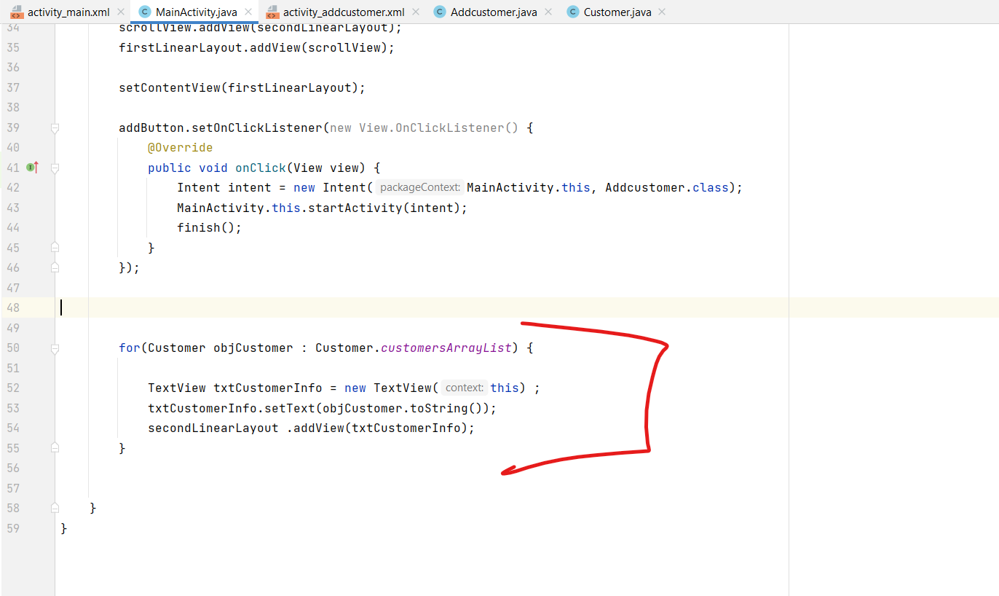 activity_main.xml MainActivity.java activity_addcustomer.xml Addcustomer.java Customer.java
34 scrollView.addView(secondLinearLayout);
35 firstLinearLayout.addView(scrollView);
36
37 setContentView(firstLinearLayout);
38
39 addButton.setOnClickListener(new View.OnClickListener() {
40 @Override
41 public void onClick(View view) {
42 Intent intent = new Intent( packageContext: MainActivity.this, Addcustomer.class);
43 MainActivity.this.startActivity(intent);
44 finish();
45 }
46 });
47
48
49
50 for(Customer objCustomer : Customer.customersArrayList) {
51
52 TextView txtCustomerInfo = new TextView( context: this) ;
53 txtCustomerInfo.setText(objCustomer.toString());
54 secondLinearLayout .addView(txtCustomerInfo);
55 }
56
57
58 }
59 }